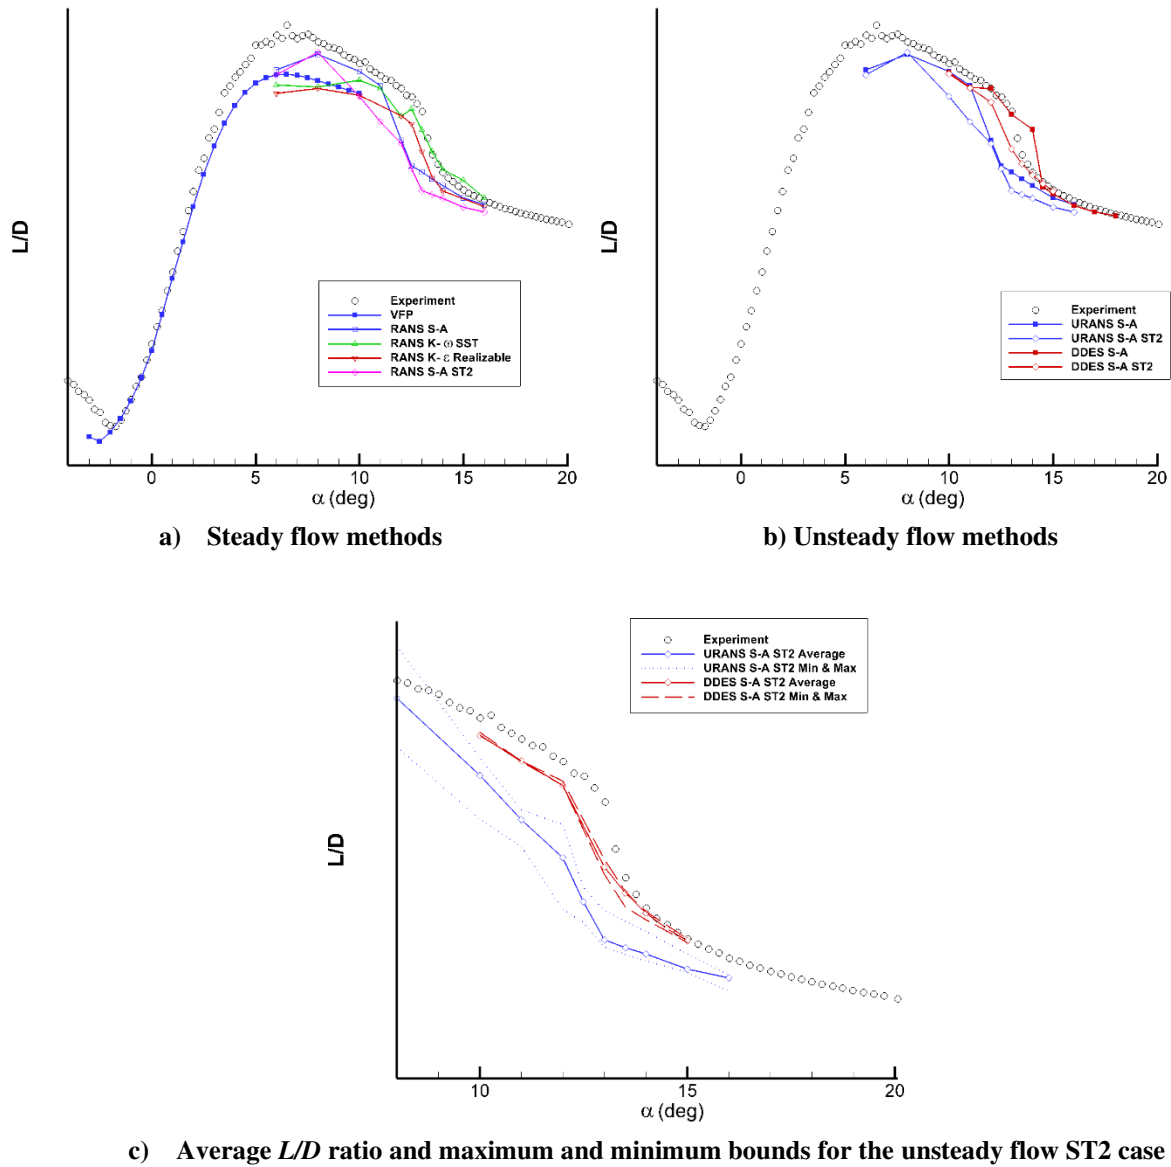 L/D
Experiment
VFP
RANS S-A
RANS K- ω SST
RANS K- ε Realizable
RANS S-A ST2
0 5 10 15 20
α (deg)
a) Steady flow methods
L/D
Experiment
URANS S-A
URANS S-A ST2
DDES S-A
DDES S-A ST2
0 5 10 15 20
α (deg)
b) Unsteady flow methods
L/D
Experiment
URANS S-A ST2 Average
URANS S-A ST2 Min & Max
DDES S-A ST2 Average
DDES S-A ST2 Min & Max
10 15 20
α (deg)
c) Average L/D ratio and maximum and minimum bounds for the unsteady flow ST2 case